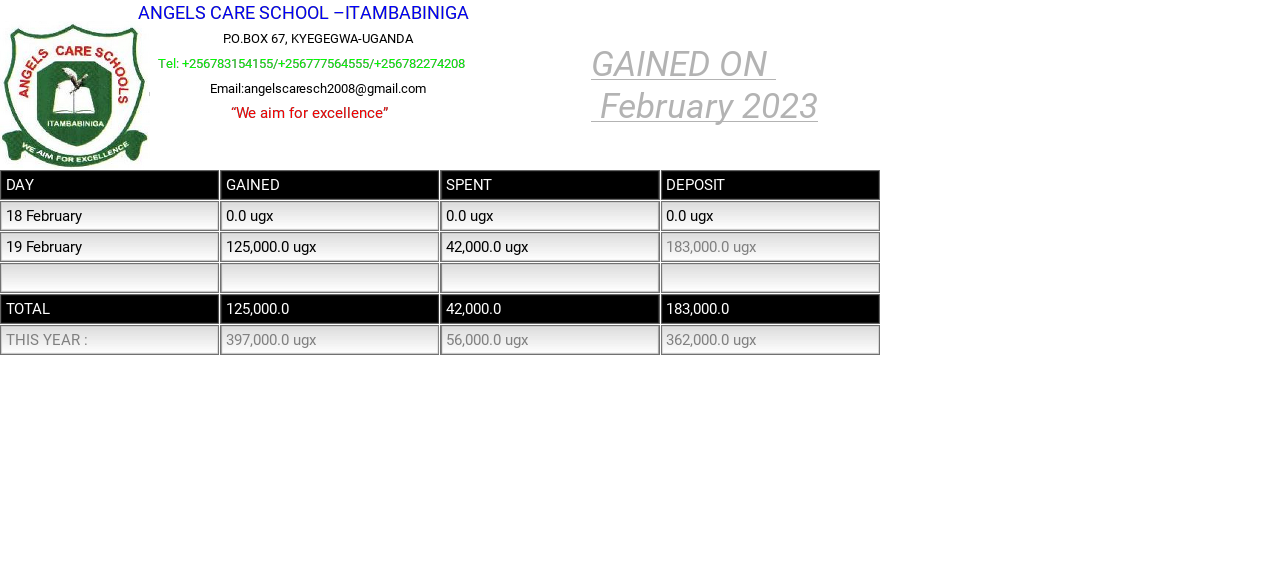 ANGELS CARE SCHOOL –ITAMBABINIGA
P.O.BOX 67, KYEGEGWA-UGANDA
Tel: +256783154155/+256777564555/+256782274208
Email:angelscaresch2008@gmail.com
“We aim for excellence”
ANGELS CARE SCHOOLS
ITAMBABINIGA
WE AIM FOR EXCELLENCE
GAINED ON
February 2023
DAY GAINED SPENT DEPOSIT
18 February 0.0 ugx 0.0 ugx 0.0 ugx
19 February 125,000.0 ugx 42,000.0 ugx 183,000.0 ugx
TOTAL 125,000.0 42,000.0 183,000.0
THIS YEAR : 397,000.0 ugx 56,000.0 ugx 362,000.0 ugx